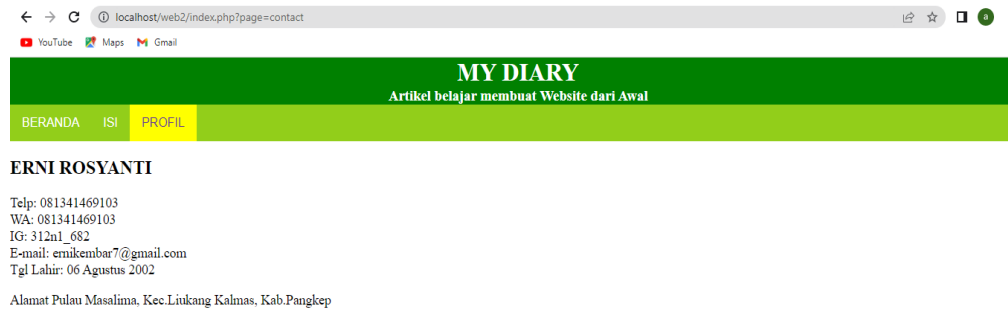 localhost/web2/index.php?page=contact
a
YouTube Maps Gmail
MY DIARY
Artikel belajar membuat Website dari Awal
BERANDA ISI PROFIL
ERNI ROSYANTI
Telp: 081341469103
WA: 081341469103
IG: 312n1_682
E-mail: ernikembar7@gmail.com
Tgl Lahir: 06 Agustus 2002
Alamat Pulau Masalima, Kec.Liukang Kalmas, Kab.Pangkep